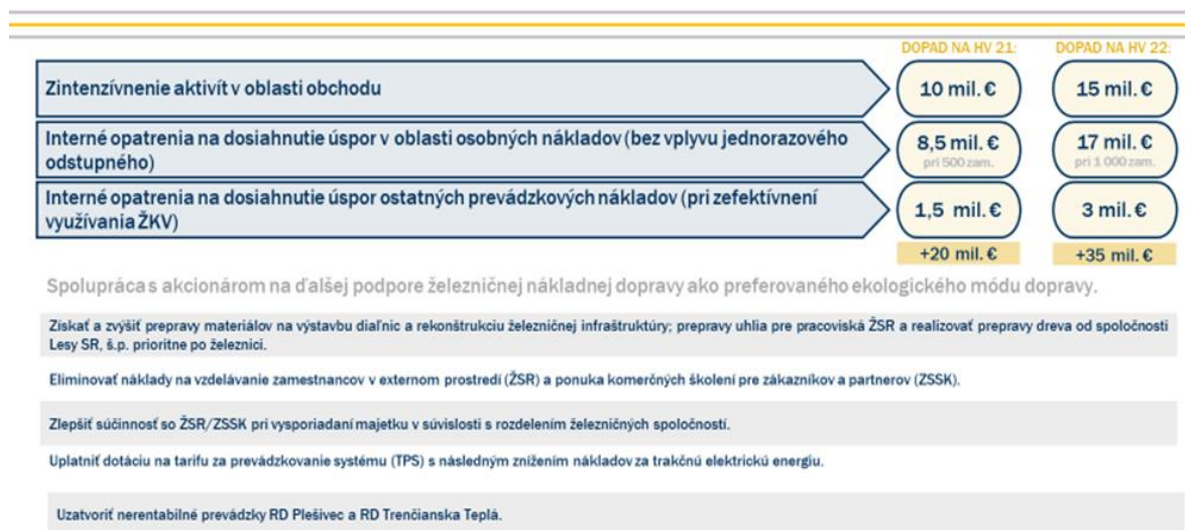 DOPAD NA HV 21:
DOPAD NA HV 22:
Zintenzívnenie aktivít v oblasti obchodu
10 mil. €
15 mil. €
Interné opatrenia na dosiahnutie úspor v oblasti osobných nákladov (bez vplyvu jednorazového
odstupného)
8,5 mil. €
pri 500 zam.
17 mil. €
pri 1 000 zam.
Interné opatrenia na dosiahnutie úspor ostatných prevádzkových nákladov (pri zefektívnení
využívania ŽKV)
1,5 mil. €
3 mil. €
+20 mil. €
+35 mil. €
Spolupráca s akcionárom na ďalšej podpore železničnej nákladnej dopravy ako preferovaného ekologického módu dopravy.
Získať a zvýšiť prepravy materiálov na výstavbu diaľnic a rekonštrukciu železničnej infraštruktúry; prepravy uhlia pre pracoviská ŽSR a realizovať prepravy dreva od spoločnosti
Lesy SR, š.p. prioritne po železnici.
Eliminovať náklady na vzdelávanie zamestnancov v externom prostredí (ŽSR) a ponuka komerčných školení pre zákazníkov a partnerov (ZSSK).
Zlepšiť súčinnosť so ŽSR/ZSSK pri vysporiadaní majetku v súvislosti s rozdelením železničných spoločností.
Uplatniť dotáciu na tarifu za prevádzkovanie systému (TPS) s následným znížením nákladov za trakčnú elektrickú energiu.
Uzatvoriť nerentabilné prevádzky RD Plešivec a RD Trenčianska Teplá.